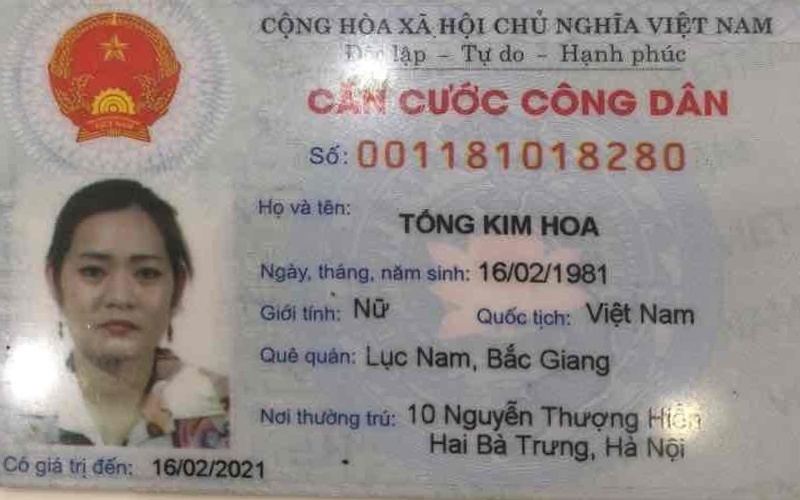 CỘNG HÒA XÃ HỘI CHỦ NGHĨA VIỆT NAM
Độc lập – Tự do – Hạnh phúc
CĂN CƯỚC CÔNG DÂN
Số: 001181018280
Họ và tên: TỐNG KIM HOA
Ngày, tháng, năm sinh: 16/02/1981
Giới tính: Nữ Quốc tịch: Việt Nam
Quê quán: Lục Nam, Bắc Giang
Nơi thường trú: 10 Nguyễn Thượng Hiền
Hai Bà Trưng, Hà Nội
Có giá trị đến: 16/02/2021
VIỆT NAM